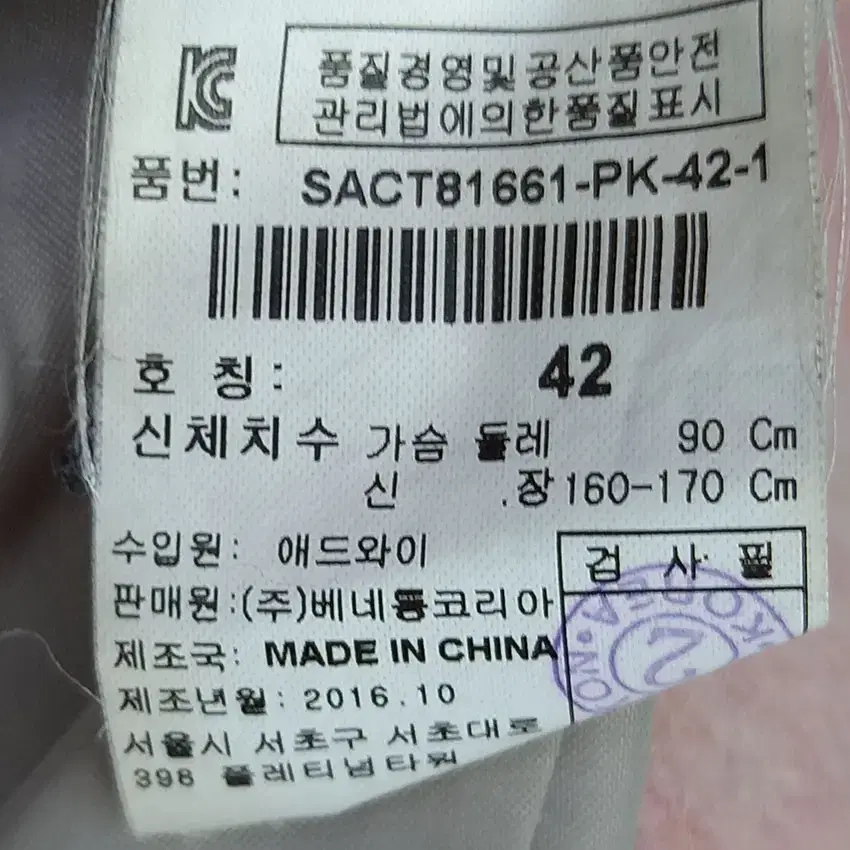 KC
품질경영및 공산품안전
관리법에의한품질표시
품번: SACT81661-PK-42-1
호 칭: 42
신체치수 가슴 둘레 90 Cm
신 .장 160-170 Cm
수입원: 애드와이
검 사 필
판매원:(주)베네통코리아
제조국: MADE IN CHINA
제조년월: 2016.10
서울시 서초구 서초대로
398 플레티넘타워